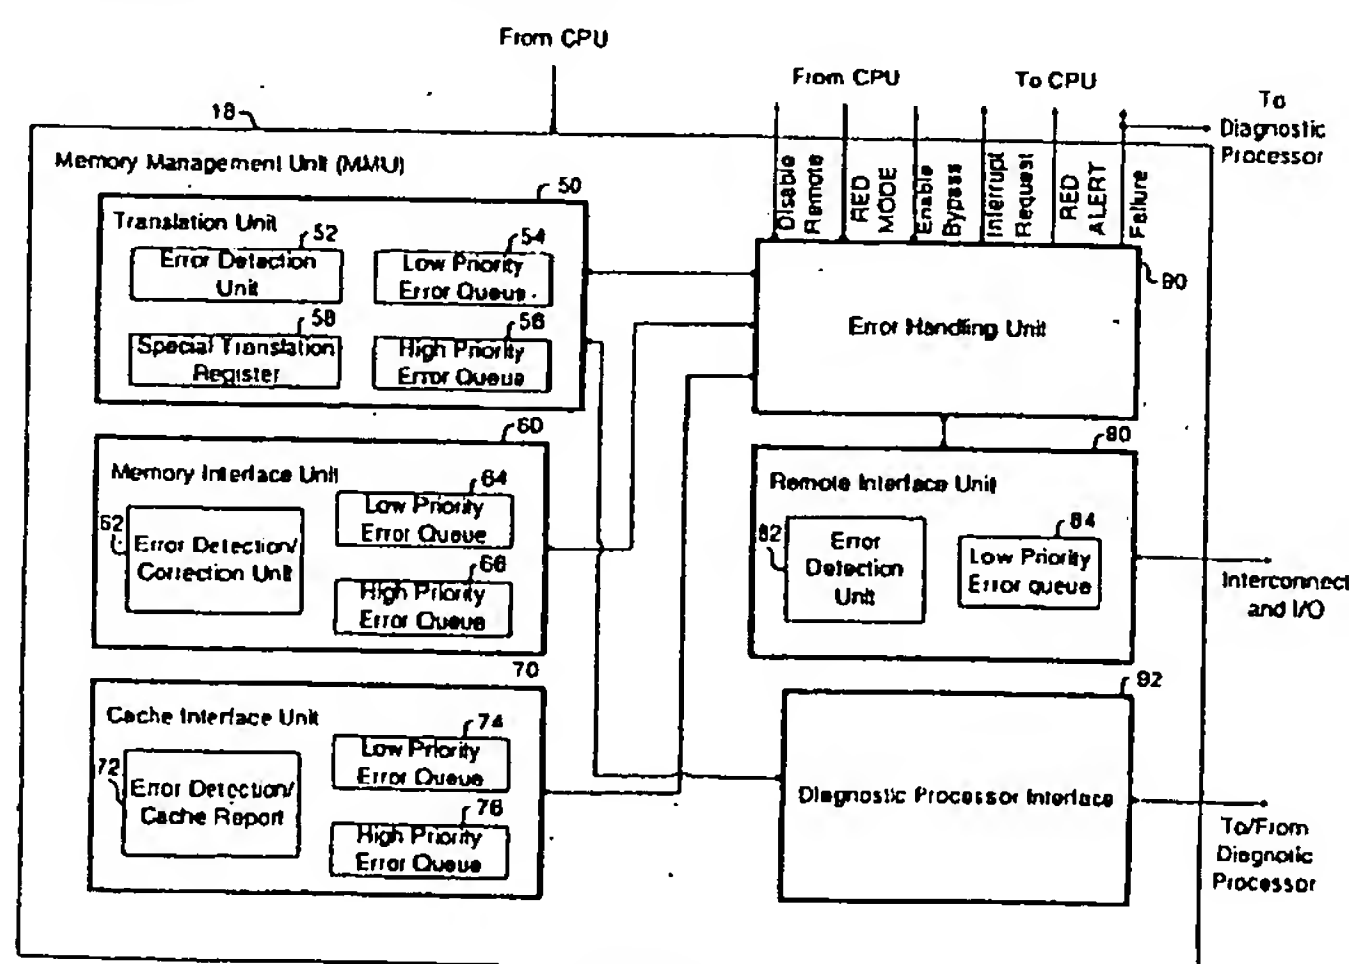 From CPU
From CPU
To CPU
To
Diagnostic
Processor
18
Memory Management Unit (MMU)
Disable
Remote
RED
MODE
Enable
Bypass
Interrupt
Request
RED
ALERT
Failure
50
Translation Unit
52
Error Detection
Unit
54
Low Priority
Error Queue
58
Special Translation
Register
56
High Priority
Error Queue
90
Error Handling Unit
60
Memory Interface Unit
62
Error Detection/
Correction Unit
64
Low Priority
Error Queue
66
High Priority
Error Queue
80
Remote Interface Unit
82
Error
Detection
Unit
84
Low Priority
Error queue
Interconnect
and I/O
70
Cache Interface Unit
72
Error Detection/
Cache Report
74
Low Priority
Error Queue
76
High Priority
Error Queue
92
Diagnostic Processor Interface
To/From
Diagnotic
Processor